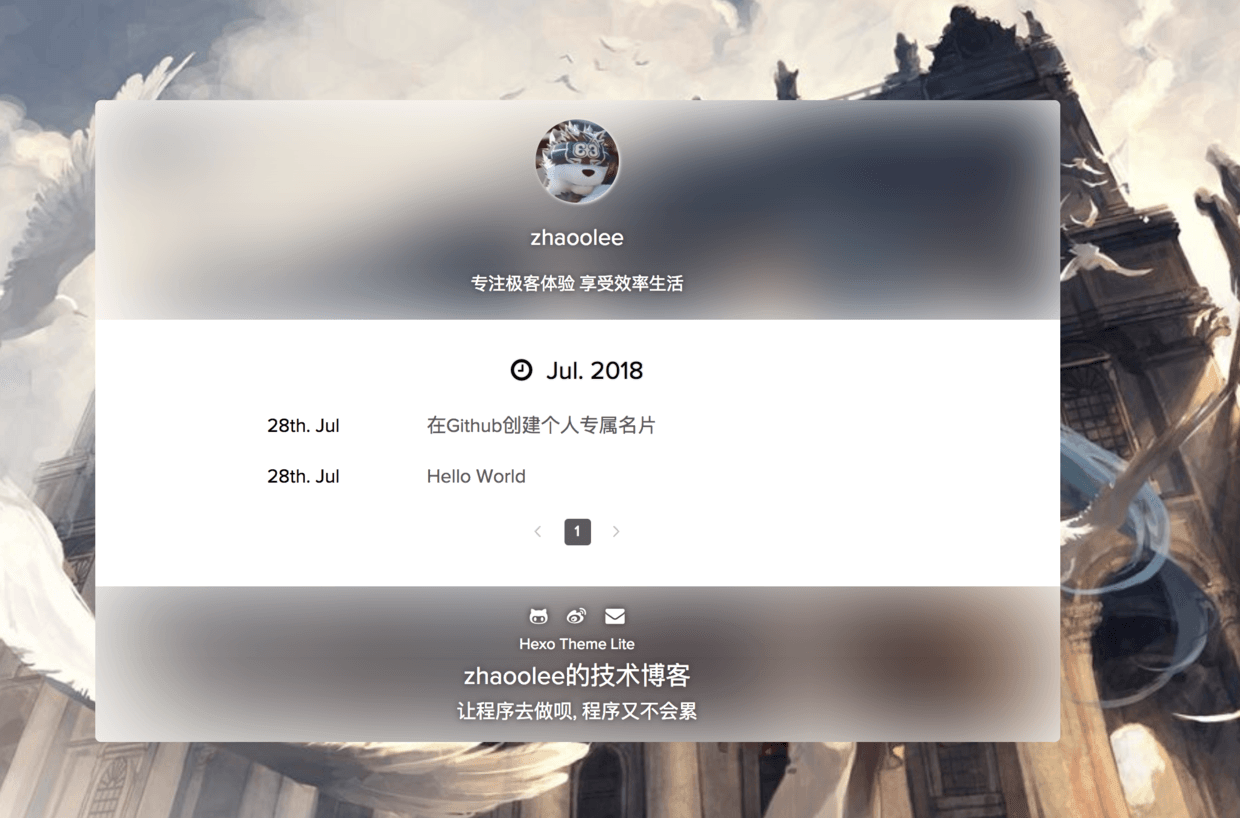 63
zhaoolee
专注极客体验 享受效率生活
Jul. 2018
28th. Jul 在Github创建个人专属名片
28th. Jul Hello World
1
Hexo Theme Lite
zhaoolee的技术博客
让程序去做呗, 程序又不会累